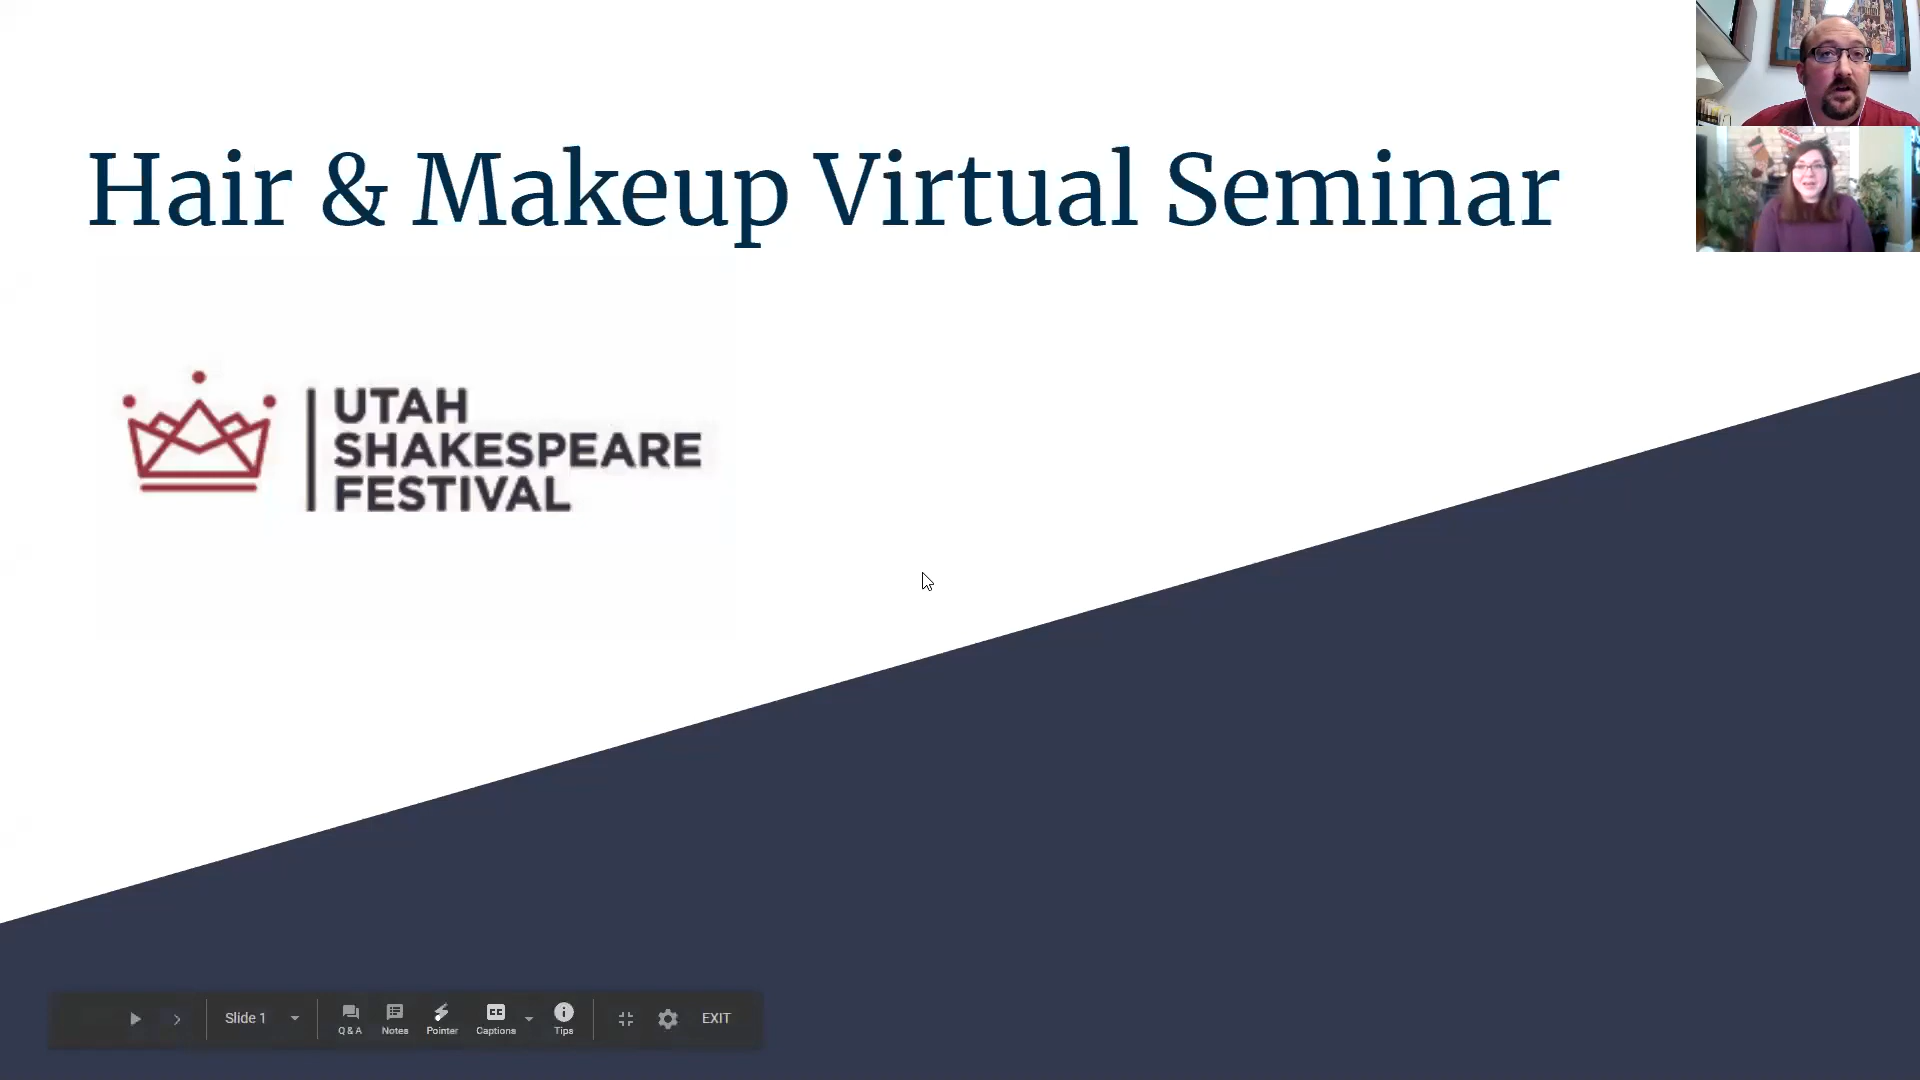 Hair & Makeup Virtual Seminar
UTAH
SHAKESPEARE
FESTIVAL
Slide 1
Q & A
Notes
Pointer
Captions
Tips
EXIT